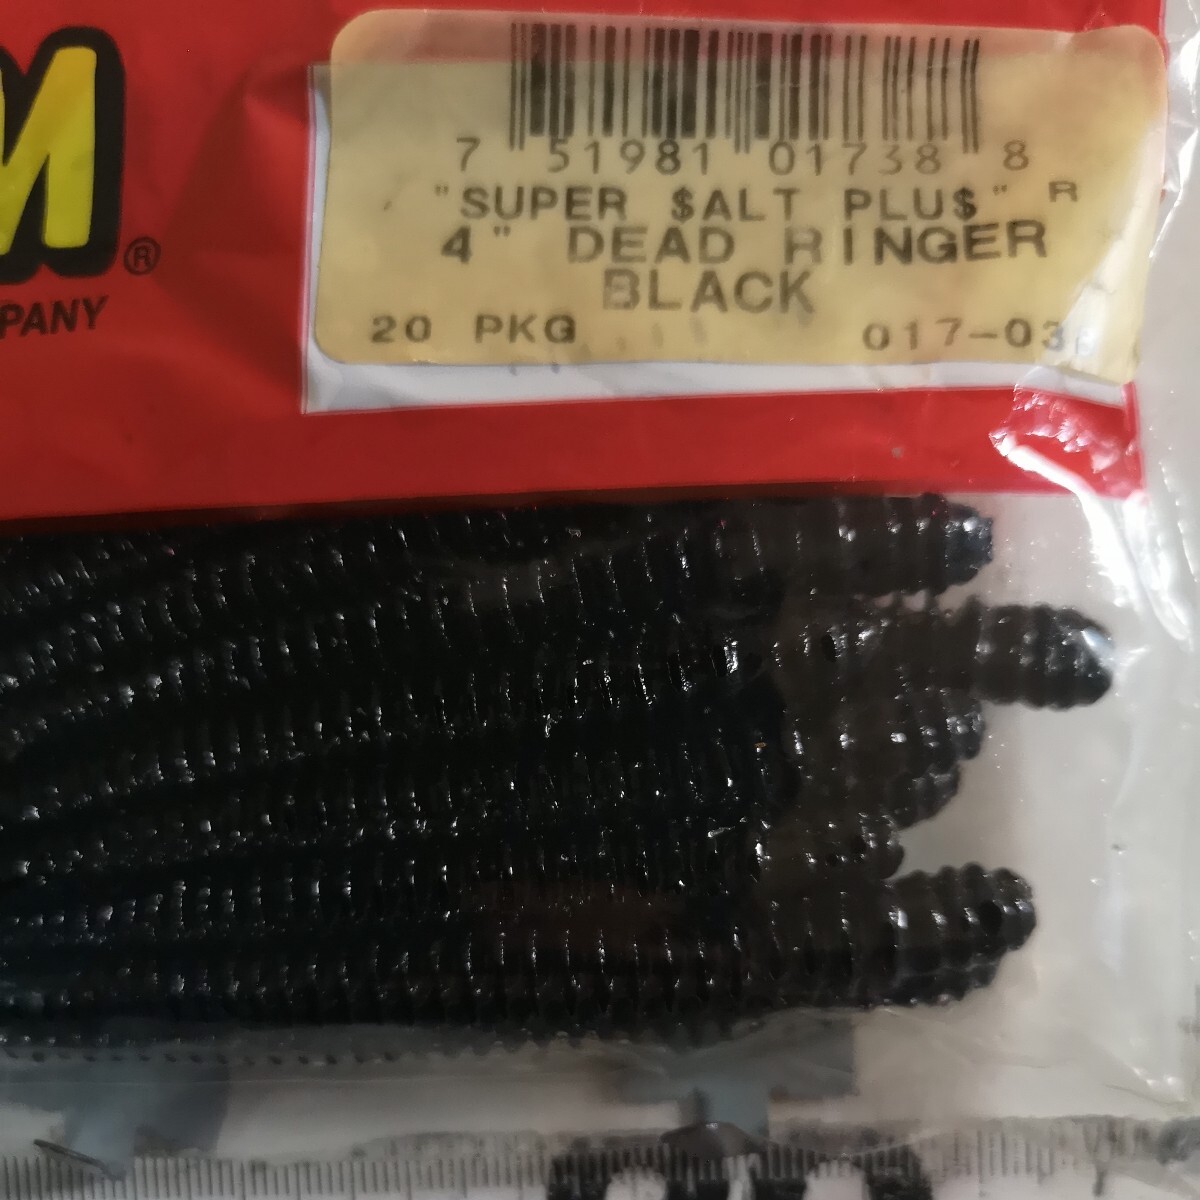 M®
PANY
7 51981 01738 8
"SUPER $ALT PLU$" R
4" DEAD RINGER
BLACK
20 PKG